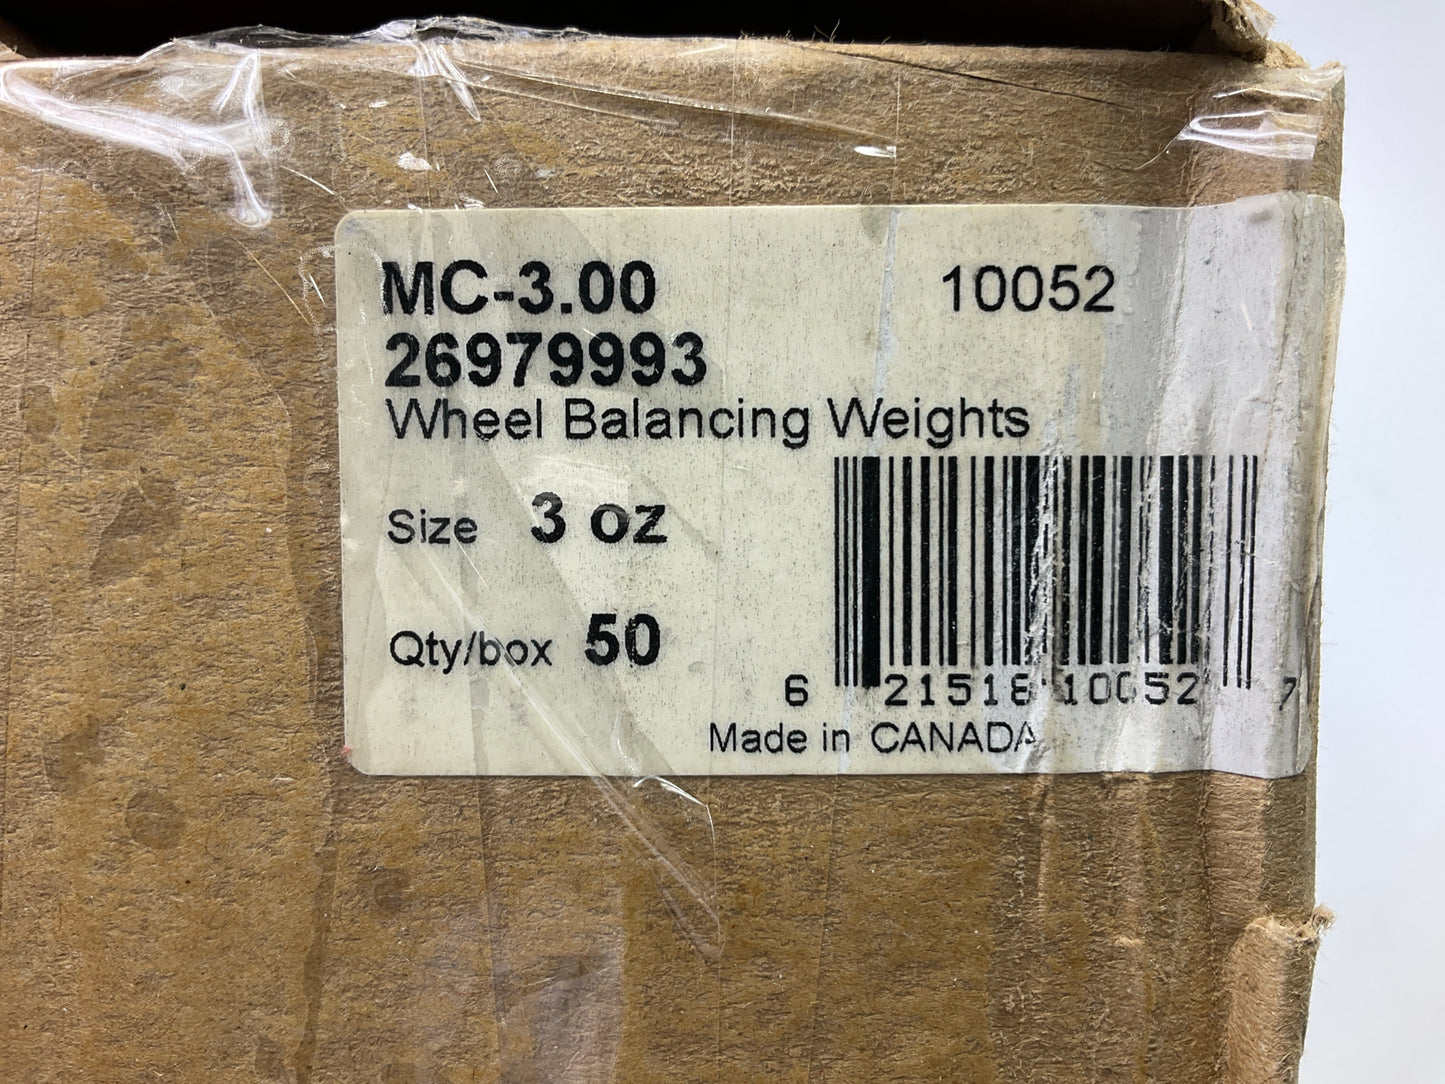 MC-3.00 10052
26979993
Wheel Balancing Weights
Size 3 oz
Qty/box 50
6 21518 10052 7
Made in CANADA